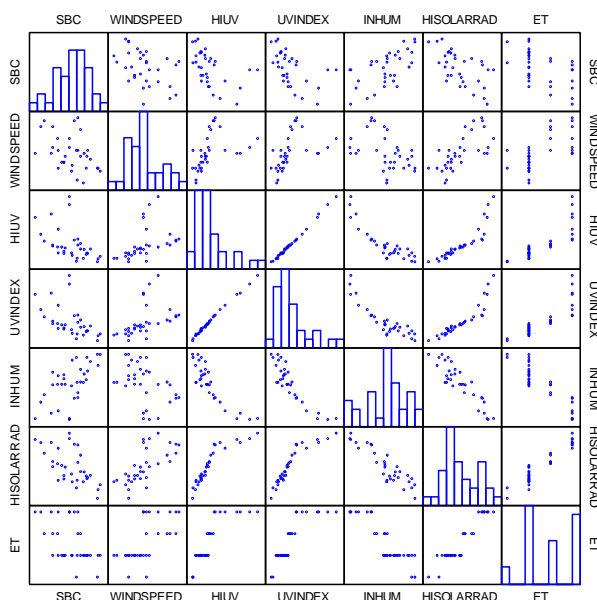 SBC WINDSPEED HIUV UVINDEX INHUM HISOLARRAD ET
SBC SBC
WINDSPEED WINDSPEED
HIUV HIUV
UVINDEX UVINDEX
INHUM INHUM
HISOLARRAD HISOLARRAD
ET ET
SBC WINDSPEED HIUV UVINDEX INHUM HISOLARRAD ET